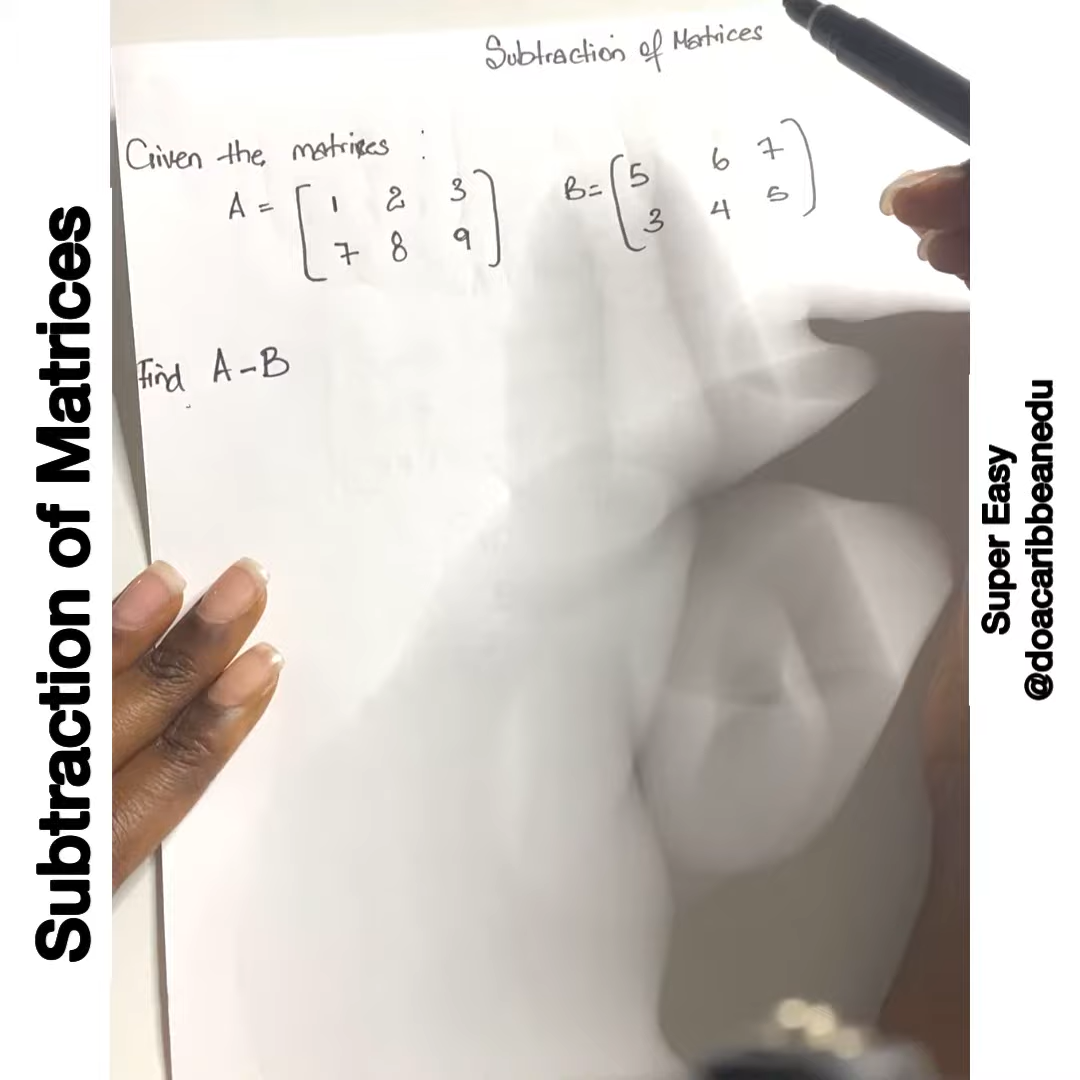 Subtraction of Matrices
Subtraction of Matrices
Given the matrices :
A = [ 1 2 3
7 8 9 ]
B = ( 5 6 7
3 4 5 )
Find A - B
Super Easy
@doacaribbeanedu